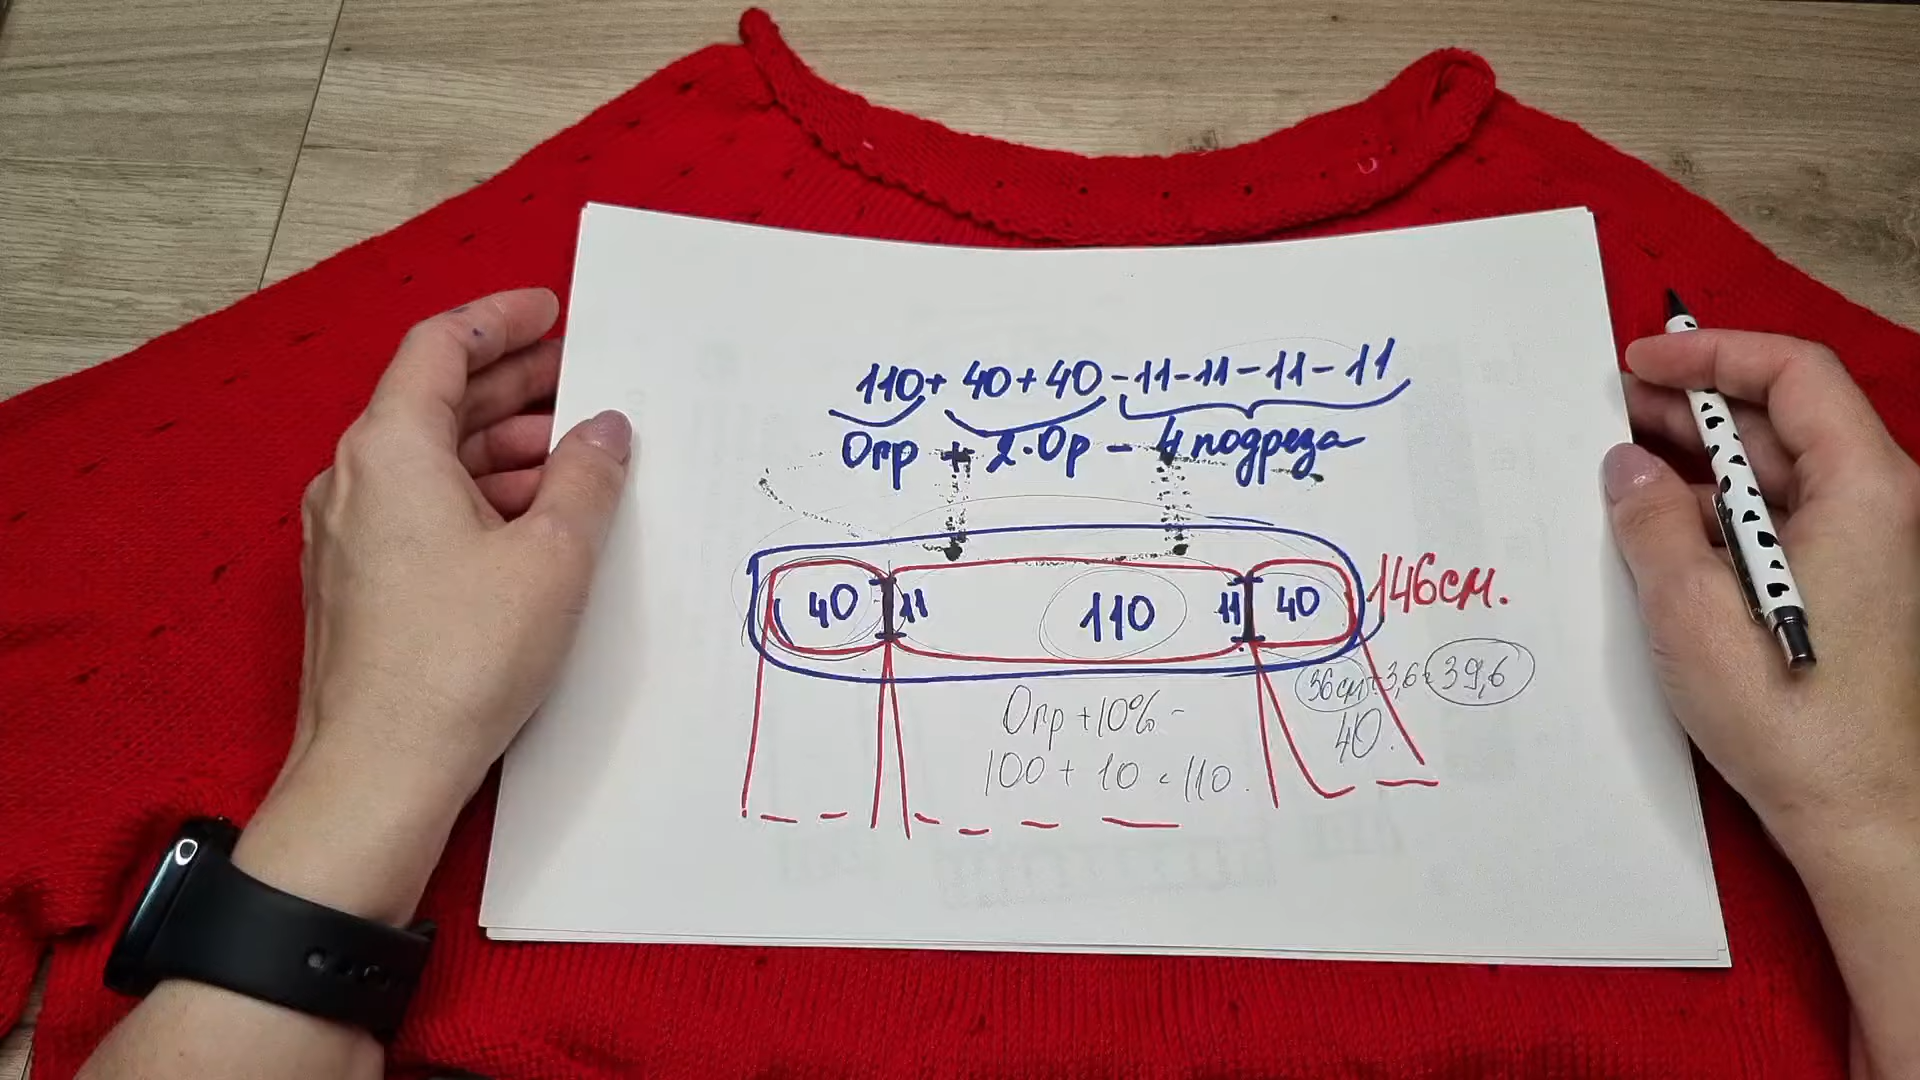 110+ 40+40-11-11-11-11
Огр + 2·Ор - 4 подреза
40 11 110 11 40 146см.
36см+3,6=39,6
Огр +10% -
40.
100 + 10 = 110.